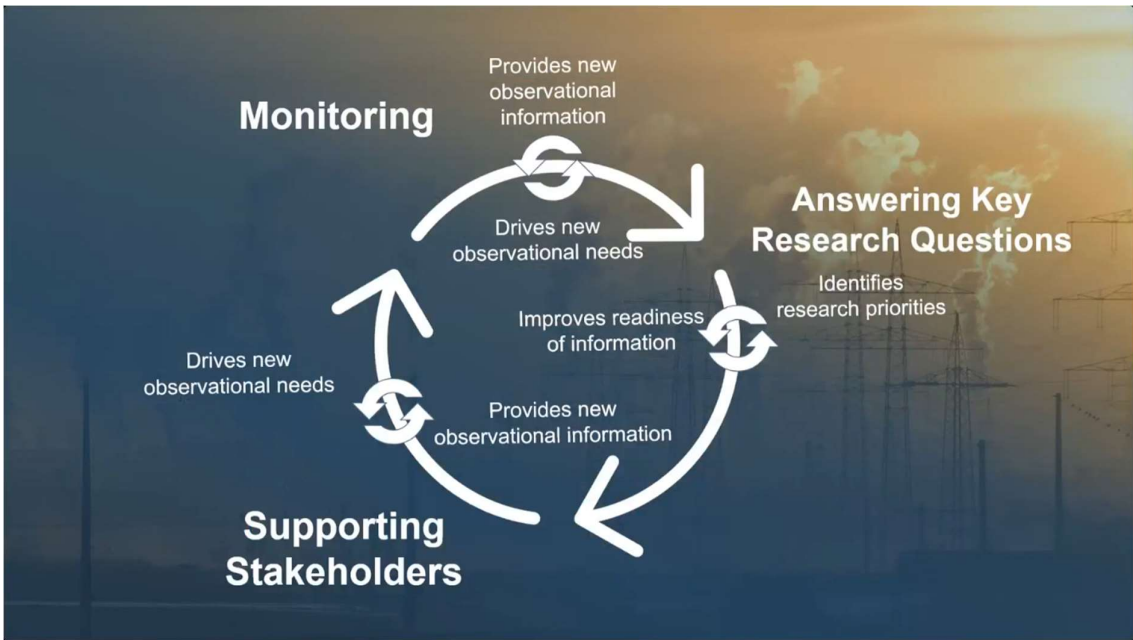 Provides new
observational
information
Monitoring
Drives new
observational needs
Answering Key
Research Questions
Identifies
research priorities
Improves readiness
of information
Drives new
observational needs
Provides new
observational information
Supporting
Stakeholders